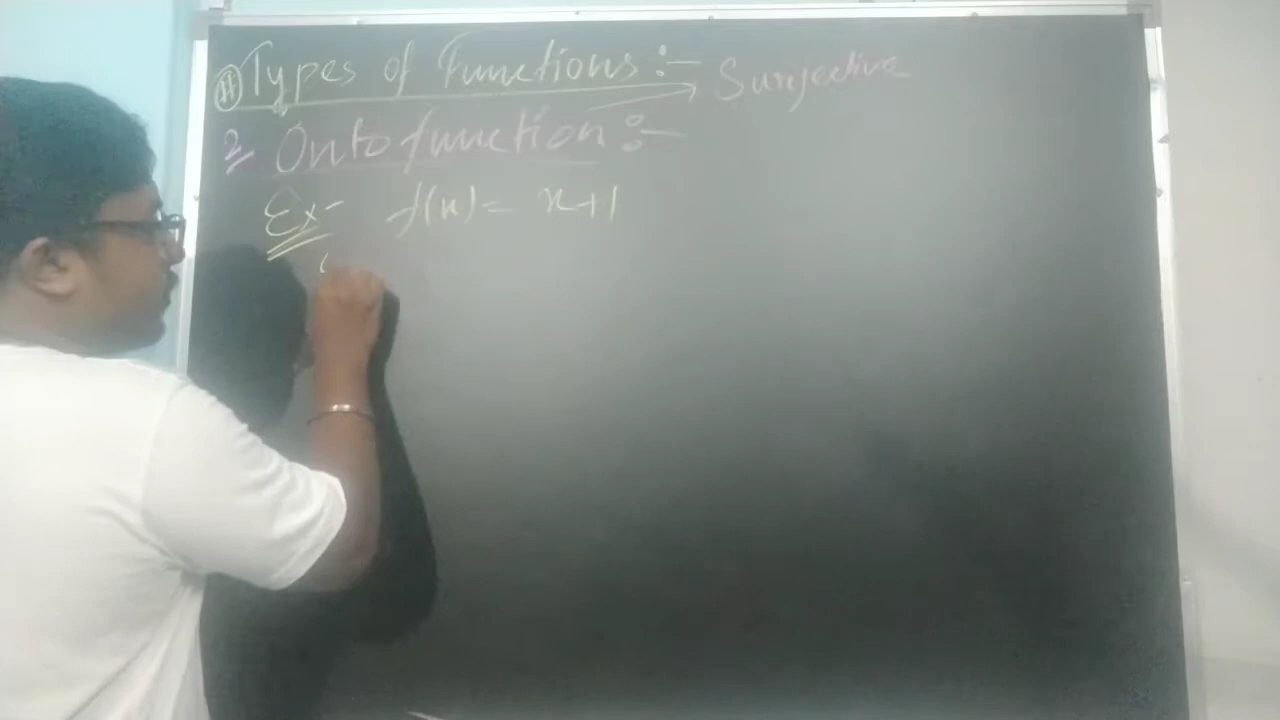 # Types of Functions :- 
2. Onto function :- → Surjective
Ex- f(x) = x+1
(